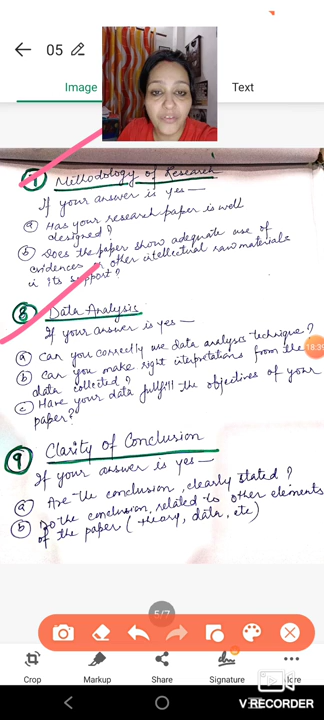 05
Image
Text
7 Methodology of Research
If your answer is yes —
a Has your research paper is well
designed?
b Does the paper show adequate use of
evidences or other intellectual raw materials
in its support?
8 Data Analysis
If your answer is yes —
a Can you correctly use data analysis technique?
b Can you make right interpretations from the
data collected?
c Have your data fulfill the objectives of your
paper?
18:39
9 Clarity of Conclusion
If your answer is yes —
a Are the conclusion, clearly stated?
b Do the conclusion, related to other elements
of the paper (theory, data, etc)
5/7
Crop
Markup
Share
Signature
More
V RECORDER